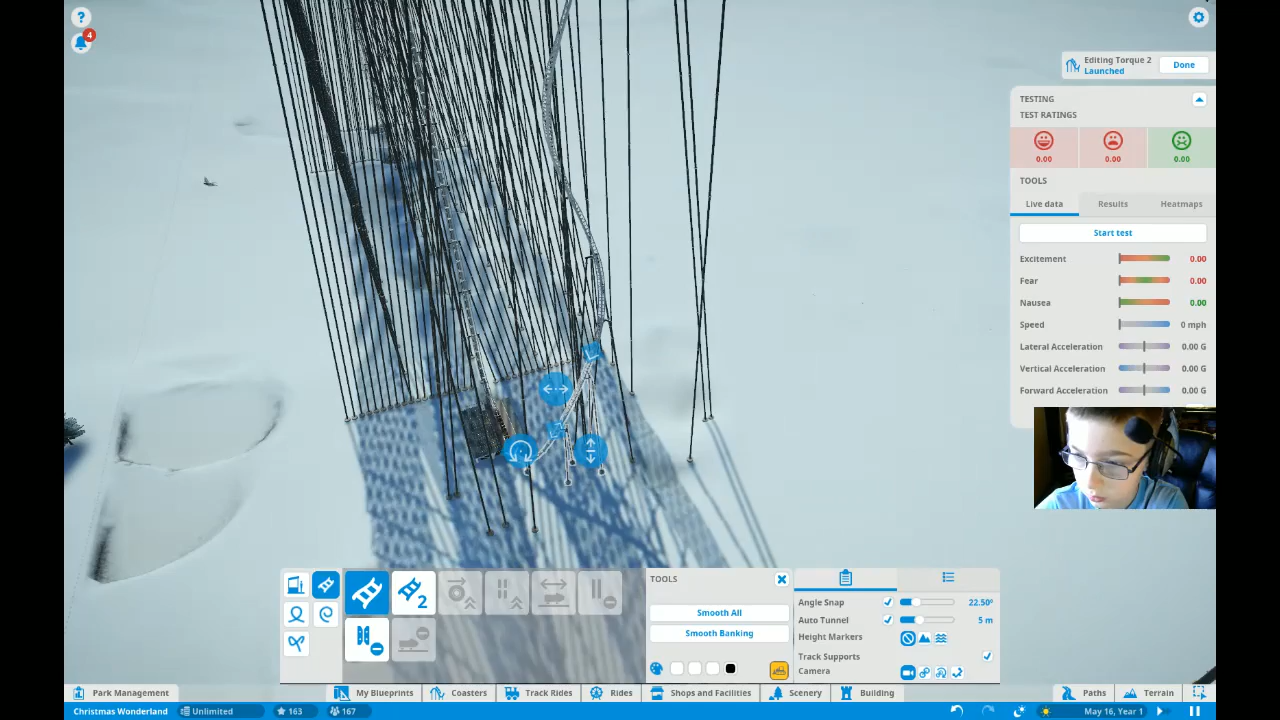 ?
4
Editing Torque 2
Launched
Done
TESTING
TEST RATINGS
0.00 0.00 0.00
TOOLS
Live data Results Heatmaps
Start test
Excitement 0.00
Fear 0.00
Nausea 0.00
Speed 0 mph
Lateral Acceleration 0.00 G
Vertical Acceleration 0.00 G
Forward Acceleration 0.00 G
2
TOOLS
Smooth All
Smooth Banking
Angle Snap 22.50°
Auto Tunnel 5 m
Height Markers
Track Supports
Camera
Park Management My Blueprints Coasters Track Rides Rides Shops and Facilities Scenery Building Paths Terrain
Christmas Wonderland Unlimited 163 167 May 16, Year 1